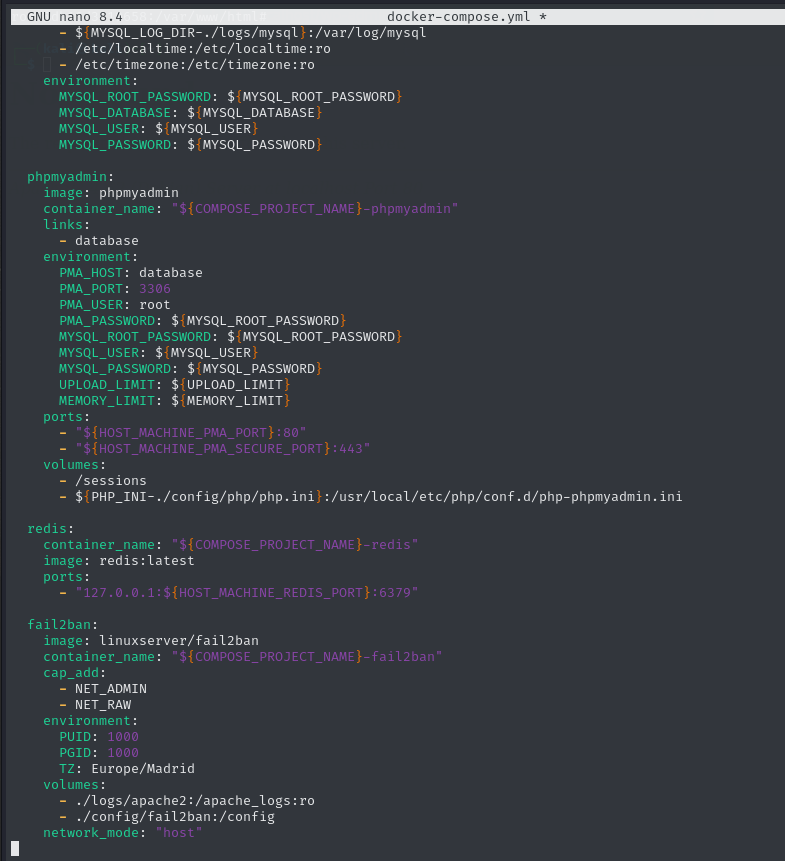 GNU nano 8.4 docker-compose.yml *
      - ${MYSQL_LOG_DIR-./logs/mysql}:/var/log/mysql
      - /etc/localtime:/etc/localtime:ro
      - /etc/timezone:/etc/timezone:ro
    environment:
      MYSQL_ROOT_PASSWORD: ${MYSQL_ROOT_PASSWORD}
      MYSQL_DATABASE: ${MYSQL_DATABASE}
      MYSQL_USER: ${MYSQL_USER}
      MYSQL_PASSWORD: ${MYSQL_PASSWORD}

  phpmyadmin:
    image: phpmyadmin
    container_name: "${COMPOSE_PROJECT_NAME}-phpmyadmin"
    links:
      - database
    environment:
      PMA_HOST: database
      PMA_PORT: 3306
      PMA_USER: root
      PMA_PASSWORD: ${MYSQL_ROOT_PASSWORD}
      MYSQL_ROOT_PASSWORD: ${MYSQL_ROOT_PASSWORD}
      MYSQL_USER: ${MYSQL_USER}
      MYSQL_PASSWORD: ${MYSQL_PASSWORD}
      UPLOAD_LIMIT: ${UPLOAD_LIMIT}
      MEMORY_LIMIT: ${MEMORY_LIMIT}
    ports:
      - "${HOST_MACHINE_PMA_PORT}:80"
      - "${HOST_MACHINE_PMA_SECURE_PORT}:443"
    volumes:
      - /sessions
      - ${PHP_INI-./config/php/php.ini}:/usr/local/etc/php/conf.d/php-phpmyadmin.ini

  redis:
    container_name: "${COMPOSE_PROJECT_NAME}-redis"
    image: redis:latest
    ports:
      - "127.0.0.1:${HOST_MACHINE_REDIS_PORT}:6379"

  fail2ban:
    image: linuxserver/fail2ban
    container_name: "${COMPOSE_PROJECT_NAME}-fail2ban"
    cap_add:
      - NET_ADMIN
      - NET_RAW
    environment:
      PUID: 1000
      PGID: 1000
      TZ: Europe/Madrid
    volumes:
      - ./logs/apache2:/apache_logs:ro
      - ./config/fail2ban:/config
    network_mode: "host"